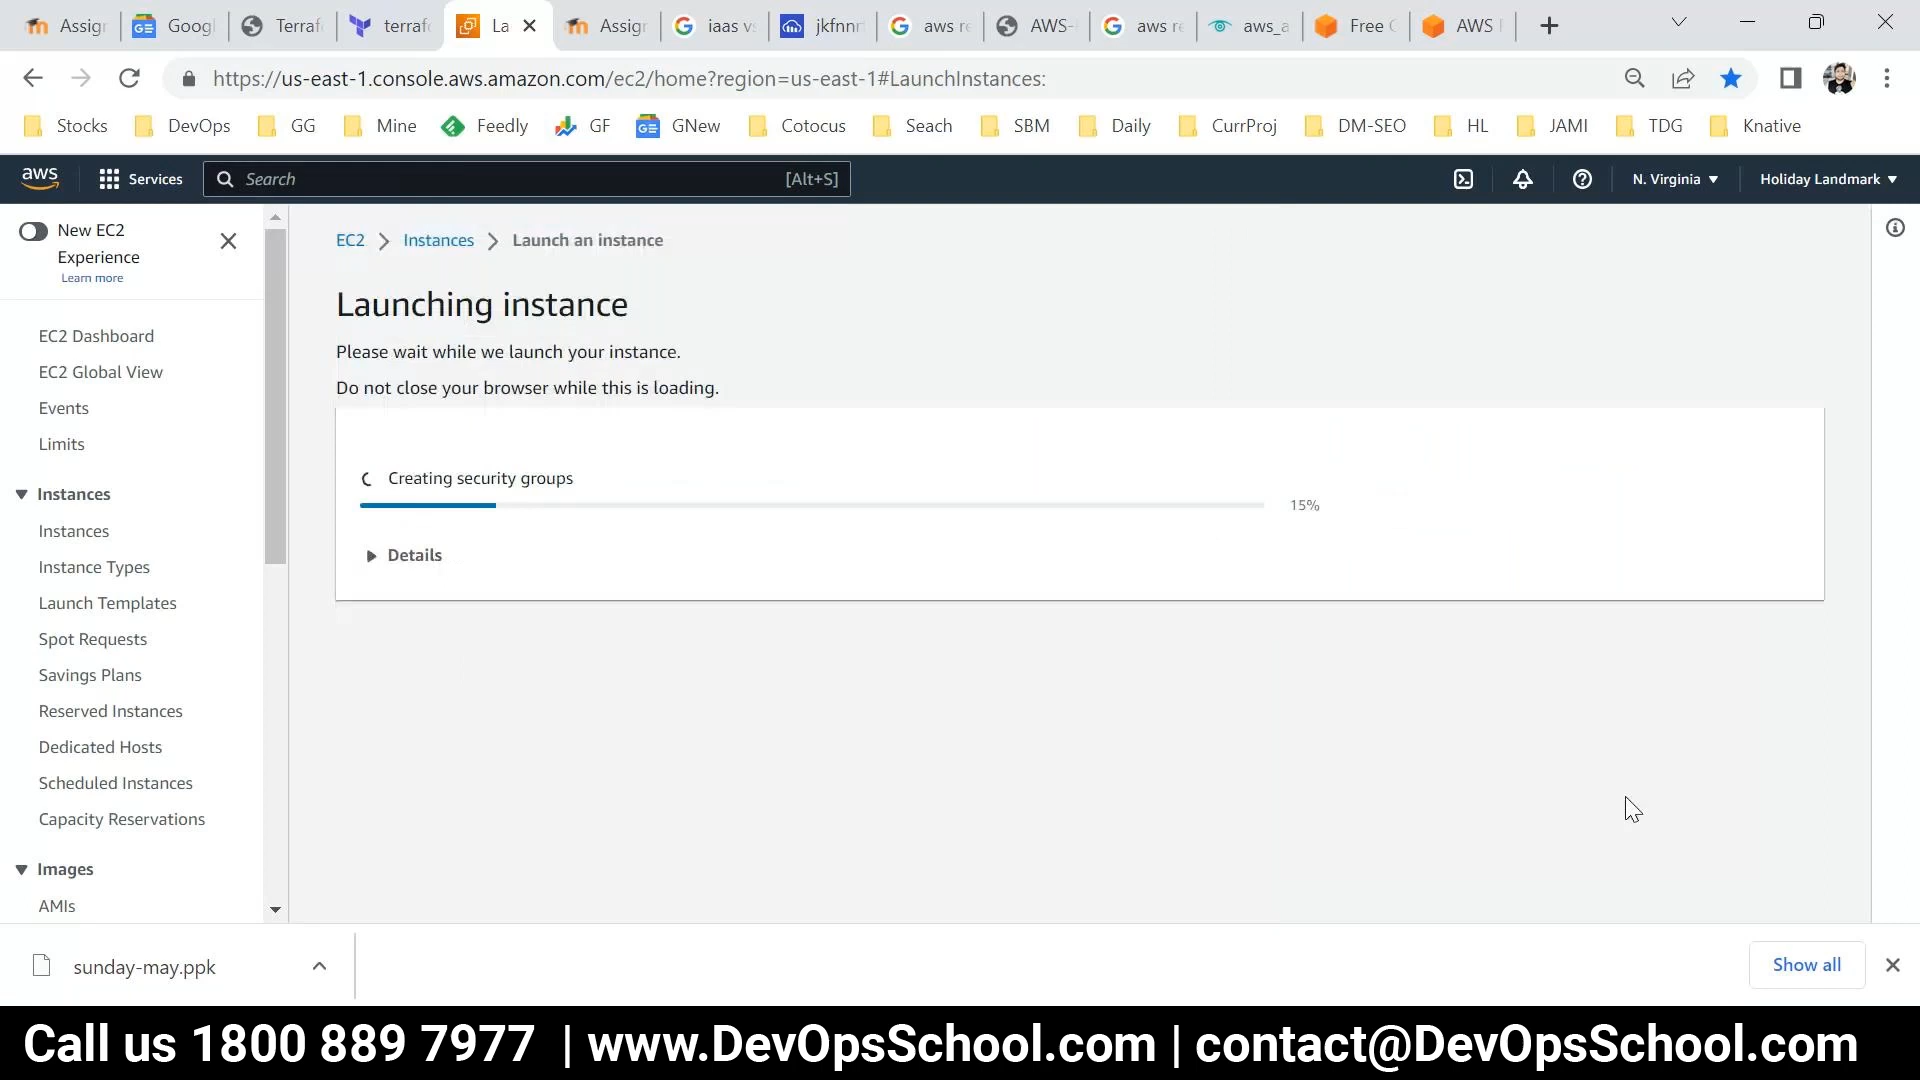 Assigr
Googl
Terraf
terrafo
La
Assigr
iaas vs
jkfnnr
aws re
AWS-
aws re
aws_a
Free C
AWS F
https://us-east-1.console.aws.amazon.com/ec2/home?region=us-east-1#LaunchInstances:
Stocks
DevOps
GG
Mine
Feedly
GF
GNew
Cotocus
Seach
SBM
Daily
CurrProj
DM-SEO
HL
JAMI
TDG
Knative
aws
Services
Search
[Alt+S]
N. Virginia
Holiday Landmark
New EC2
Experience
Learn more
EC2 Dashboard
EC2 Global View
Events
Limits
Instances
Instances
Instance Types
Launch Templates
Spot Requests
Savings Plans
Reserved Instances
Dedicated Hosts
Scheduled Instances
Capacity Reservations
Images
AMIs
EC2 > Instances > Launch an instance
Launching instance
Please wait while we launch your instance.
Do not close your browser while this is loading.
Creating security groups
15%
Details
sunday-may.ppk
Show all
Call us 1800 889 7977 | www.DevOpsSchool.com | contact@DevOpsSchool.com